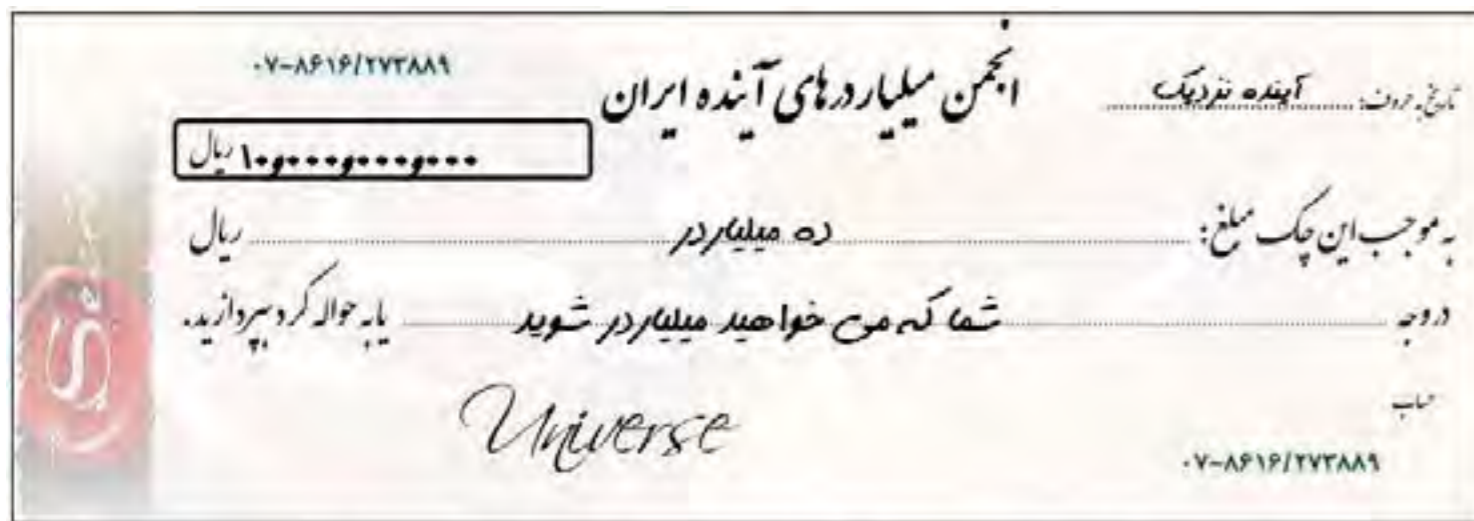 ۰۷-۸۶۱۶/۲۷۳۸۸۹
انجمن میلیاردرهای آینده ایران
تاریخ به حروف: آینده نزدیک
۱۰،۰۰۰،۰۰۰،۰۰۰ ریال
به موجب این چک مبلغ: ده میلیارد ر ریال
در وجه شما که می خواهید میلیاردر شوید یا به حواله کرد بپردازید.
حساب
Universe
۰۷-۸۶۱۶/۲۷۳۸۸۹